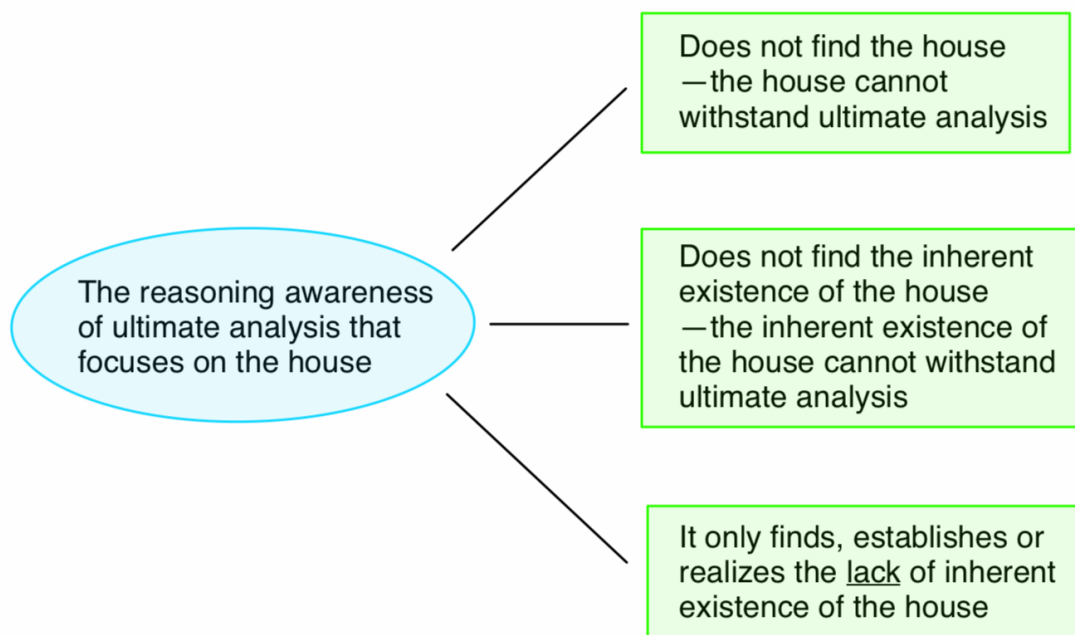 Does not find the house
—the house cannot
withstand ultimate analysis
The reasoning awareness
of ultimate analysis that
focuses on the house
Does not find the inherent
existence of the house
—the inherent existence of
the house cannot withstand
ultimate analysis
It only finds, establishes or
realizes the lack of inherent
existence of the house